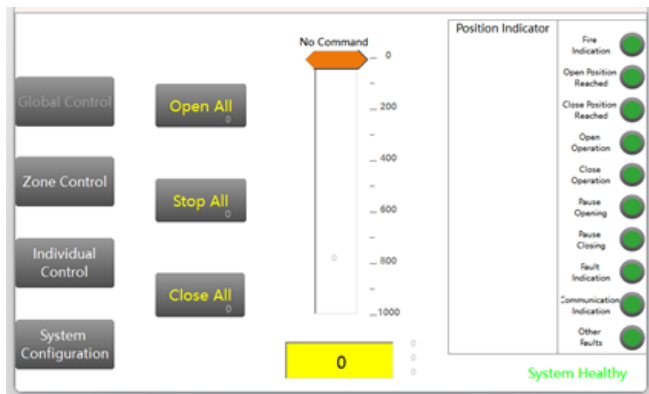 Global Control
Zone Control
Individual
Control
System
Configuration
Open All
0
Stop All
0
Close All
0
No Command
0
200
400
600
800
1000
0
0
0
0
0
Position Indicator
Fire
Indication
Open Position
Reached
Close Position
Reached
Open
Operation
Close
Operation
Pause
Opening
Pause
Closing
Fault
Indication
Communication
Indication
Other
Faults
System Healthy